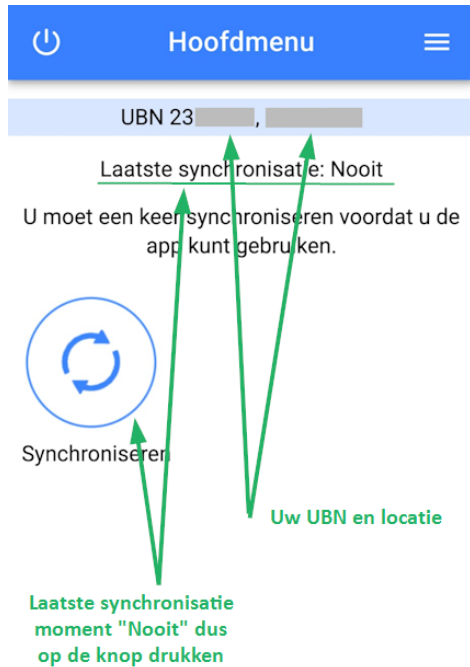 Hoofdmenu
UBN 23 ,
Laatste synchronisatie: Nooit
U moet een keer synchroniseren voordat u de
app kunt gebruiken.
Synchroniseren
Uw UBN en locatie
Laatste synchronisatie
moment "Nooit" dus
op de knop drukken